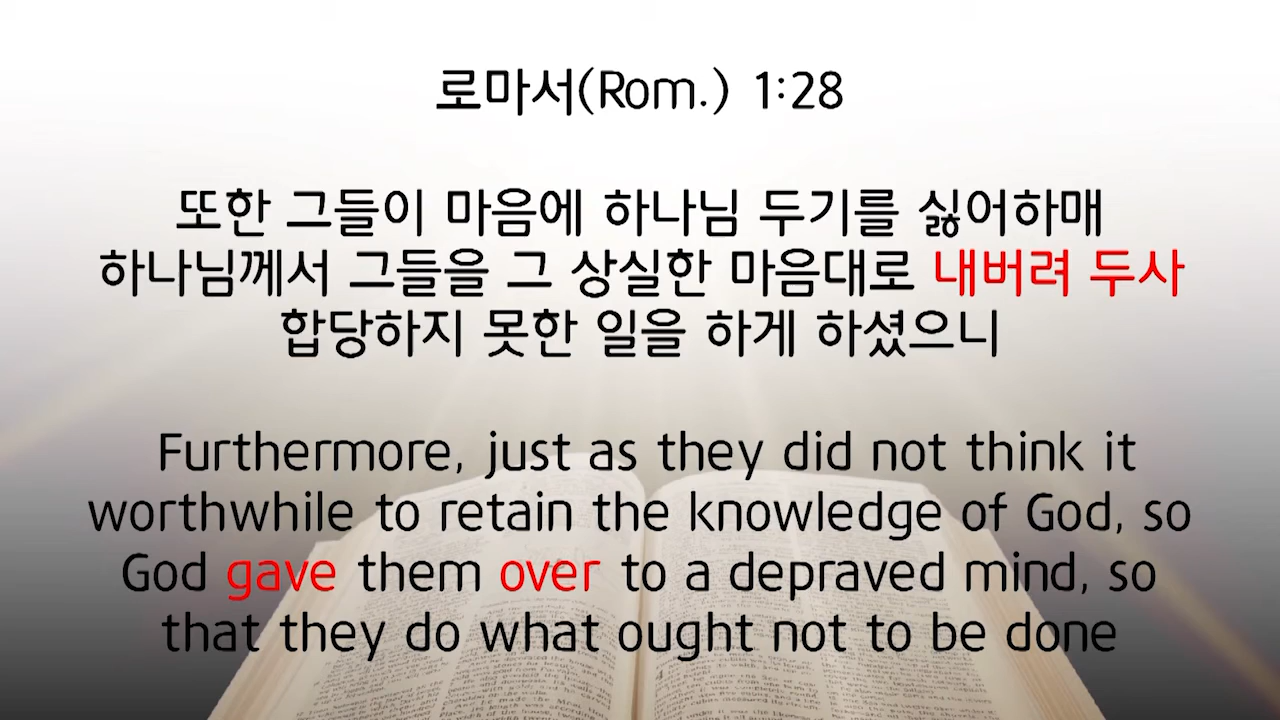 로마서(Rom.) 1:28
또한 그들이 마음에 하나님 두기를 싫어하매
하나님께서 그들을 그 상실한 마음대로 내버려 두사
합당하지 못한 일을 하게 하셨으니
Furthermore, just as they did not think it
worthwhile to retain the knowledge of God, so
God gave them over to a depraved mind, so
that they do what ought not to be done